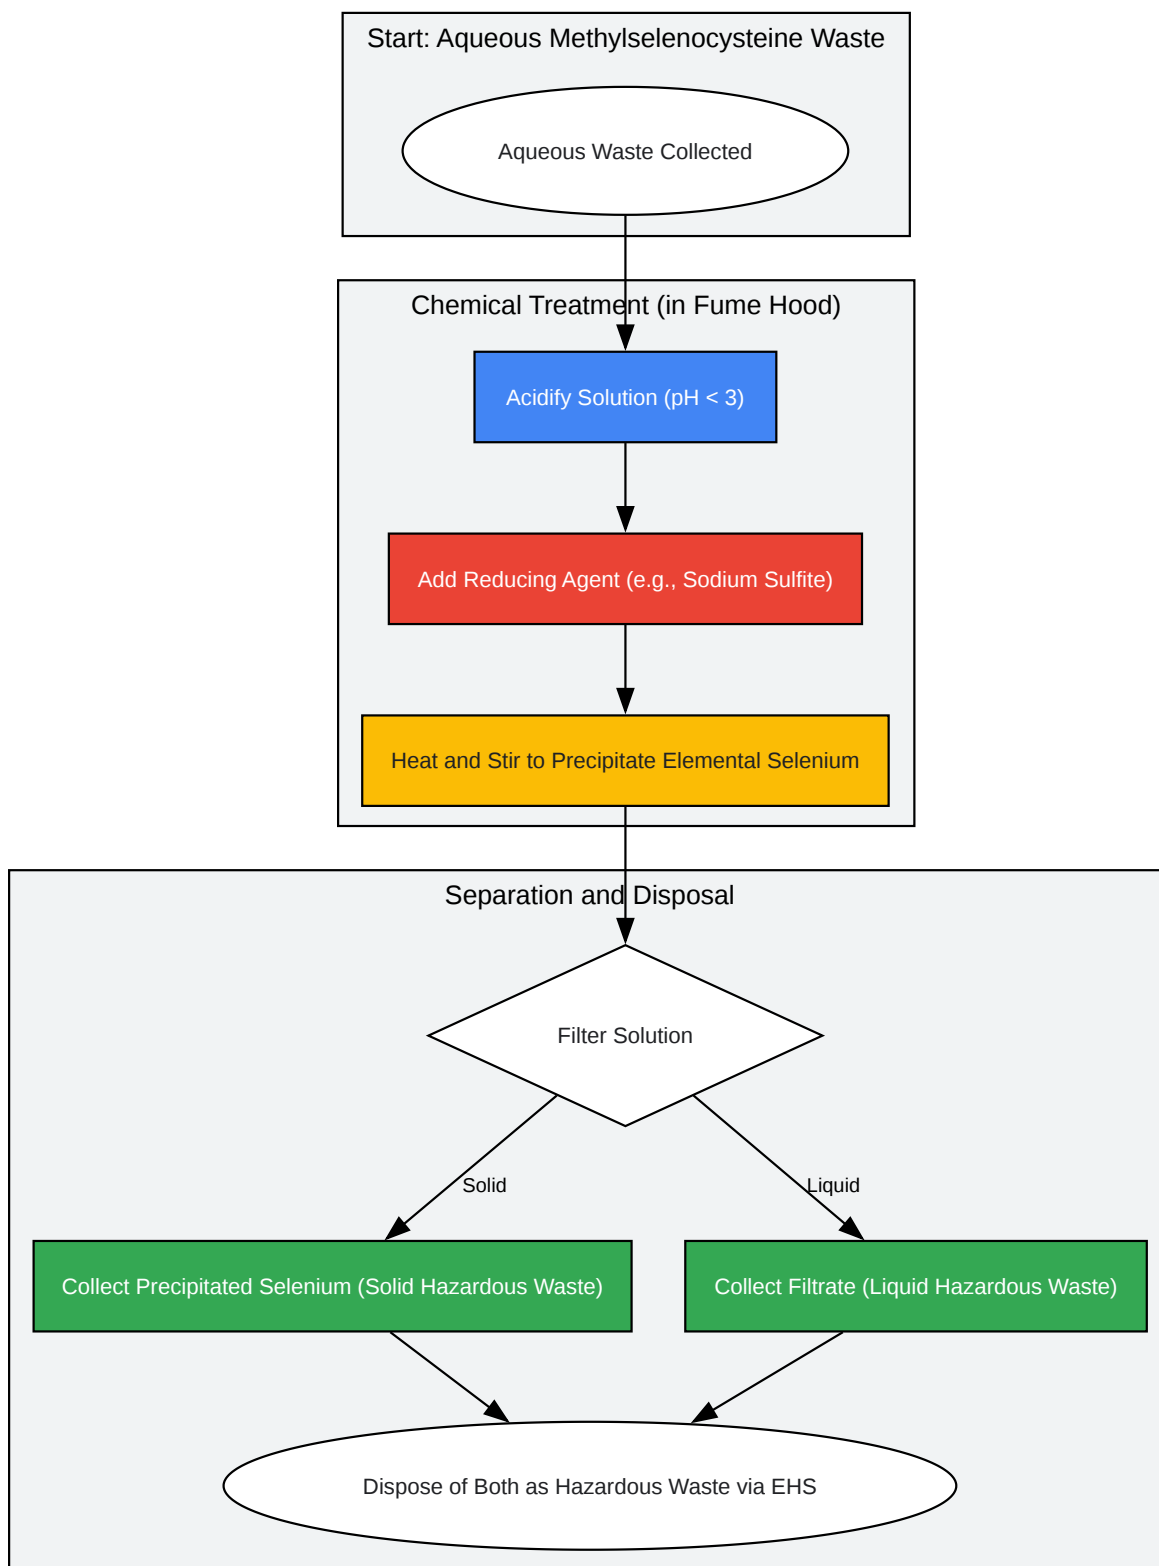 Start: Aqueous Methylselenocysteine Waste
Aqueous Waste Collected
Chemical Treatment (in Fume Hood)
Acidify Solution (pH < 3)
Add Reducing Agent (e.g., Sodium Sulfite)
Heat and Stir to Precipitate Elemental Selenium
Separation and Disposal
Filter Solution
Solid
Liquid
Collect Precipitated Selenium (Solid Hazardous Waste)
Collect Filtrate (Liquid Hazardous Waste)
Dispose of Both as Hazardous Waste via EHS